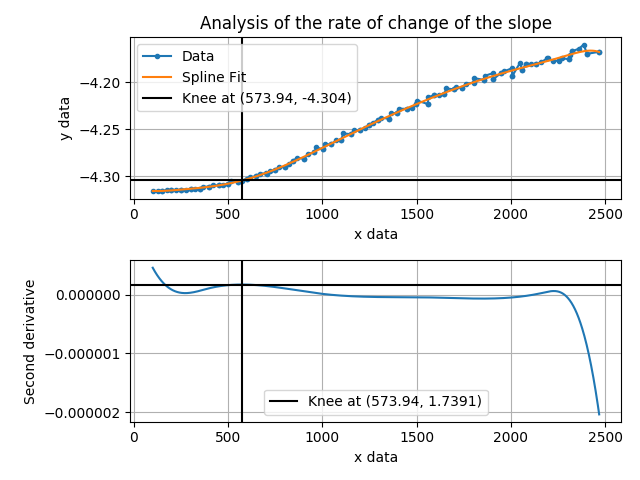 Analysis of the rate of change of the slope
Data
Spline Fit
Knee at (573.94, -4.304)
y data
−4.20
−4.25
−4.30
0 500 1000 1500 2000 2500
x data
Second derivative
0.000000
−0.000001
−0.000002
Knee at (573.94, 1.7391)
0 500 1000 1500 2000 2500
x data